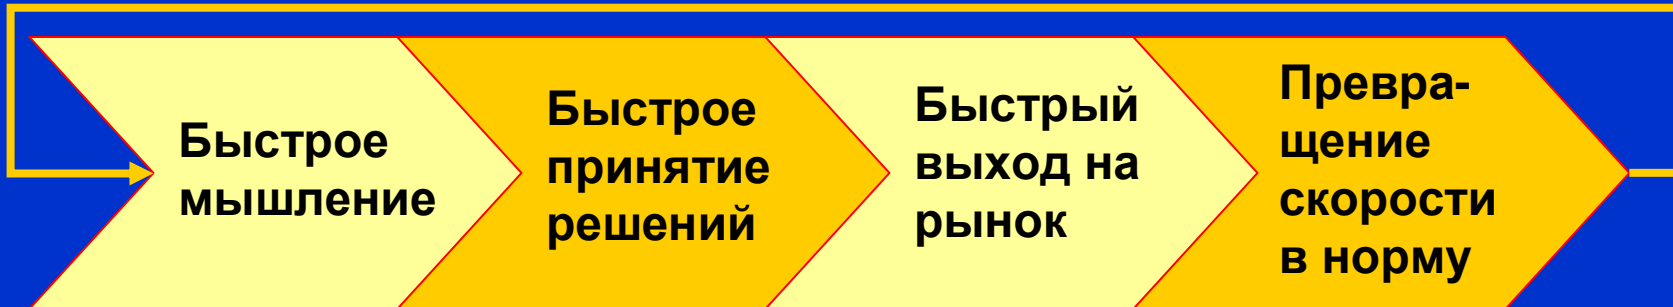 Быстрое
мышление
Быстрое
принятие
решений
Быстрый
выход на
рынок
Превра-
щение
скорости
в норму